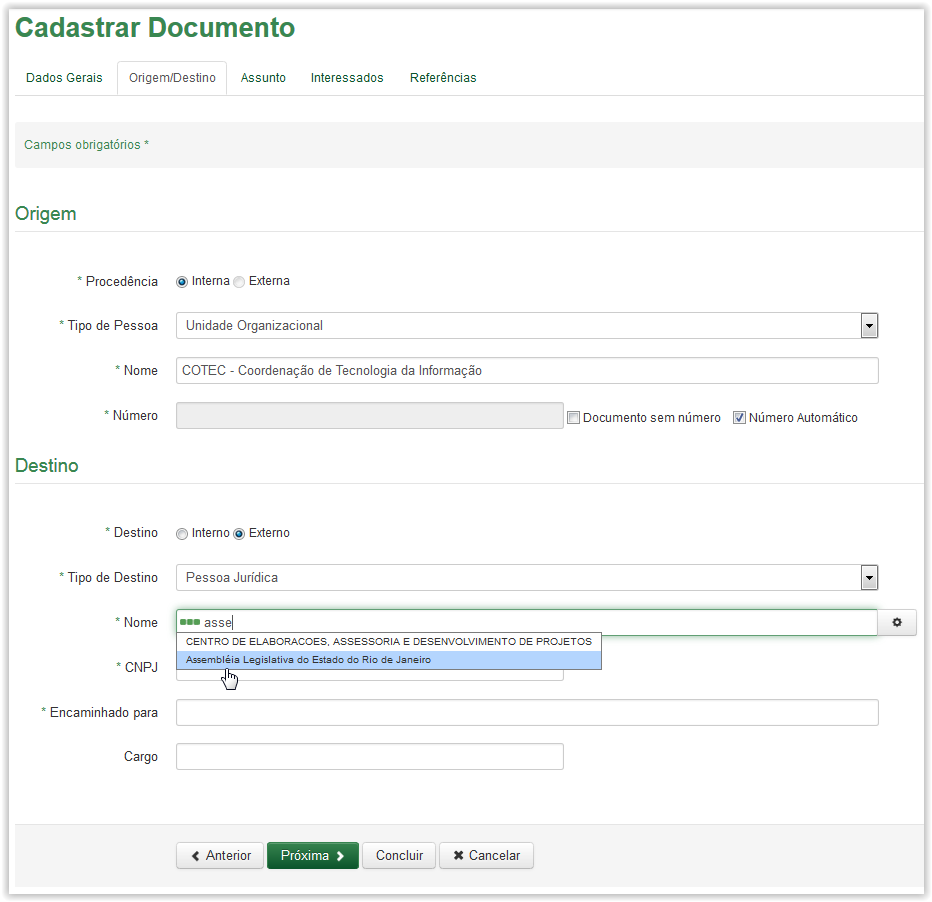 Cadastrar Documento
Dados Gerais Origem/Destino Assunto Interessados Referências
Campos obrigatórios *
Origem
* Procedência Interna Externa
* Tipo de Pessoa Unidade Organizacional
* Nome COTEC - Coordenação de Tecnologia da Informação
* Número Documento sem número Número Automático
Destino
* Destino Interno Externo
* Tipo de Destino Pessoa Jurídica
* Nome asse
CENTRO DE ELABORACOES, ASSESSORIA E DESENVOLVIMENTO DE PROJETOS
Assembléia Legislativa do Estado do Rio de Janeiro
* CNPJ
* Encaminhado para
Cargo
Anterior Próxima Concluir Cancelar